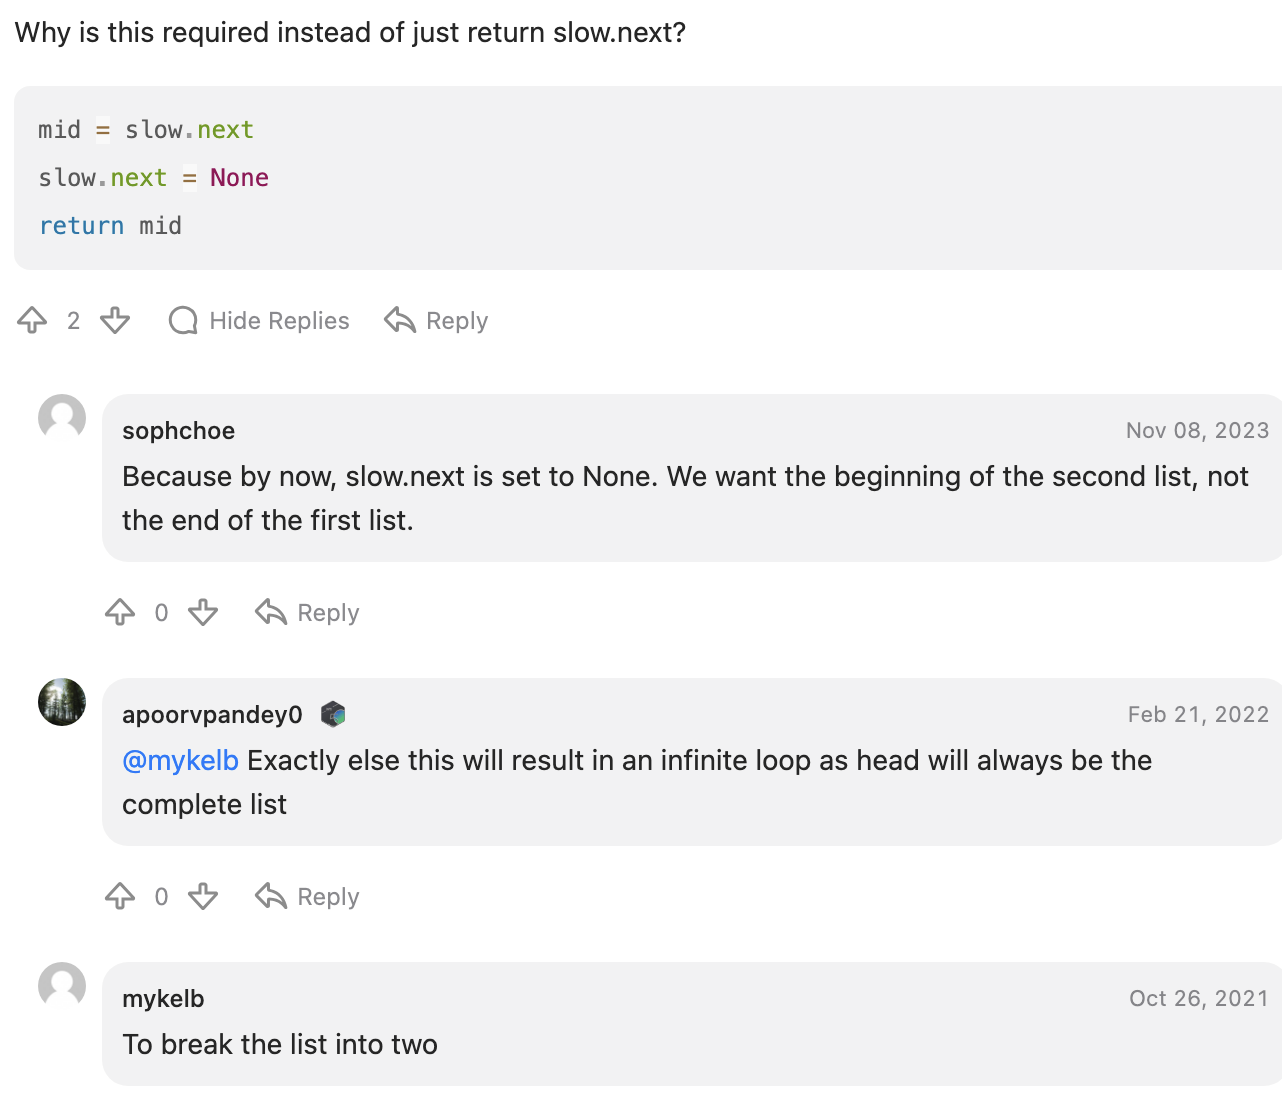 Why is this required instead of just return slow.next?
mid = slow.next
slow.next = None
return mid
2 Hide Replies Reply
sophchoe Nov 08, 2023
Because by now, slow.next is set to None. We want the beginning of the second list, not
the end of the first list.
0 Reply
apoorvpandey0 Feb 21, 2022
@mykelb Exactly else this will result in an infinite loop as head will always be the
complete list
0 Reply
mykelb Oct 26, 2021
To break the list into two